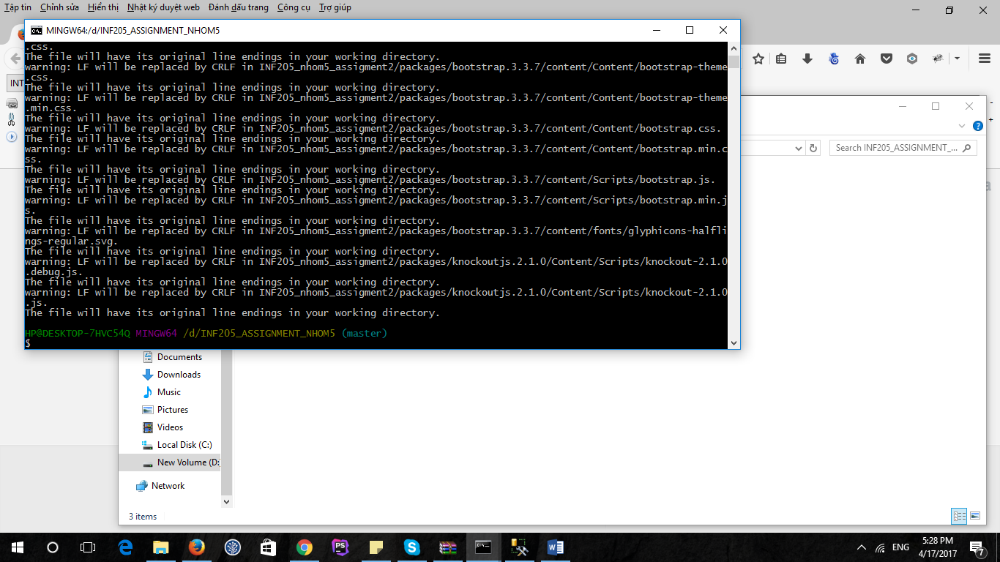 Tập tin Chỉnh sửa Hiển thị Nhật ký duyệt web Đánh dấu trang Công cụ Trợ giúp
MINGW64:/d/INF205_ASSIGNMENT_NHOM5
.css.
The file will have its original line endings in your working directory.
warning: LF will be replaced by CRLF in INF205_nhom5_assigment2/packages/bootstrap.3.3.7/content/Content/bootstrap-theme
.css.
The file will have its original line endings in your working directory.
warning: LF will be replaced by CRLF in INF205_nhom5_assigment2/packages/bootstrap.3.3.7/content/Content/bootstrap-theme
.min.css.
The file will have its original line endings in your working directory.
warning: LF will be replaced by CRLF in INF205_nhom5_assigment2/packages/bootstrap.3.3.7/content/Content/bootstrap.css.
The file will have its original line endings in your working directory.
warning: LF will be replaced by CRLF in INF205_nhom5_assigment2/packages/bootstrap.3.3.7/content/Content/bootstrap.min.c
ss.
The file will have its original line endings in your working directory.
warning: LF will be replaced by CRLF in INF205_nhom5_assigment2/packages/bootstrap.3.3.7/content/Scripts/bootstrap.js.
The file will have its original line endings in your working directory.
warning: LF will be replaced by CRLF in INF205_nhom5_assigment2/packages/bootstrap.3.3.7/content/Scripts/bootstrap.min.j
s.
The file will have its original line endings in your working directory.
warning: LF will be replaced by CRLF in INF205_nhom5_assigment2/packages/bootstrap.3.3.7/content/fonts/glyphicons-halfli
ngs-regular.svg.
The file will have its original line endings in your working directory.
warning: LF will be replaced by CRLF in INF205_nhom5_assigment2/packages/knockoutjs.2.1.0/Content/Scripts/knockout-2.1.0
.debug.js.
The file will have its original line endings in your working directory.
warning: LF will be replaced by CRLF in INF205_nhom5_assigment2/packages/knockoutjs.2.1.0/Content/Scripts/knockout-2.1.0
.js.
The file will have its original line endings in your working directory.
HP@DESKTOP-7HVC54Q MINGW64 /d/INF205_ASSIGNMENT_NHOM5 (master)
$
INT
Search INF205_ASSIGNMENT_...
Documents
Downloads
Music
Pictures
Videos
Local Disk (C:)
New Volume (D:
Network
3 items
ENG
5:28 PM
4/17/2017
7